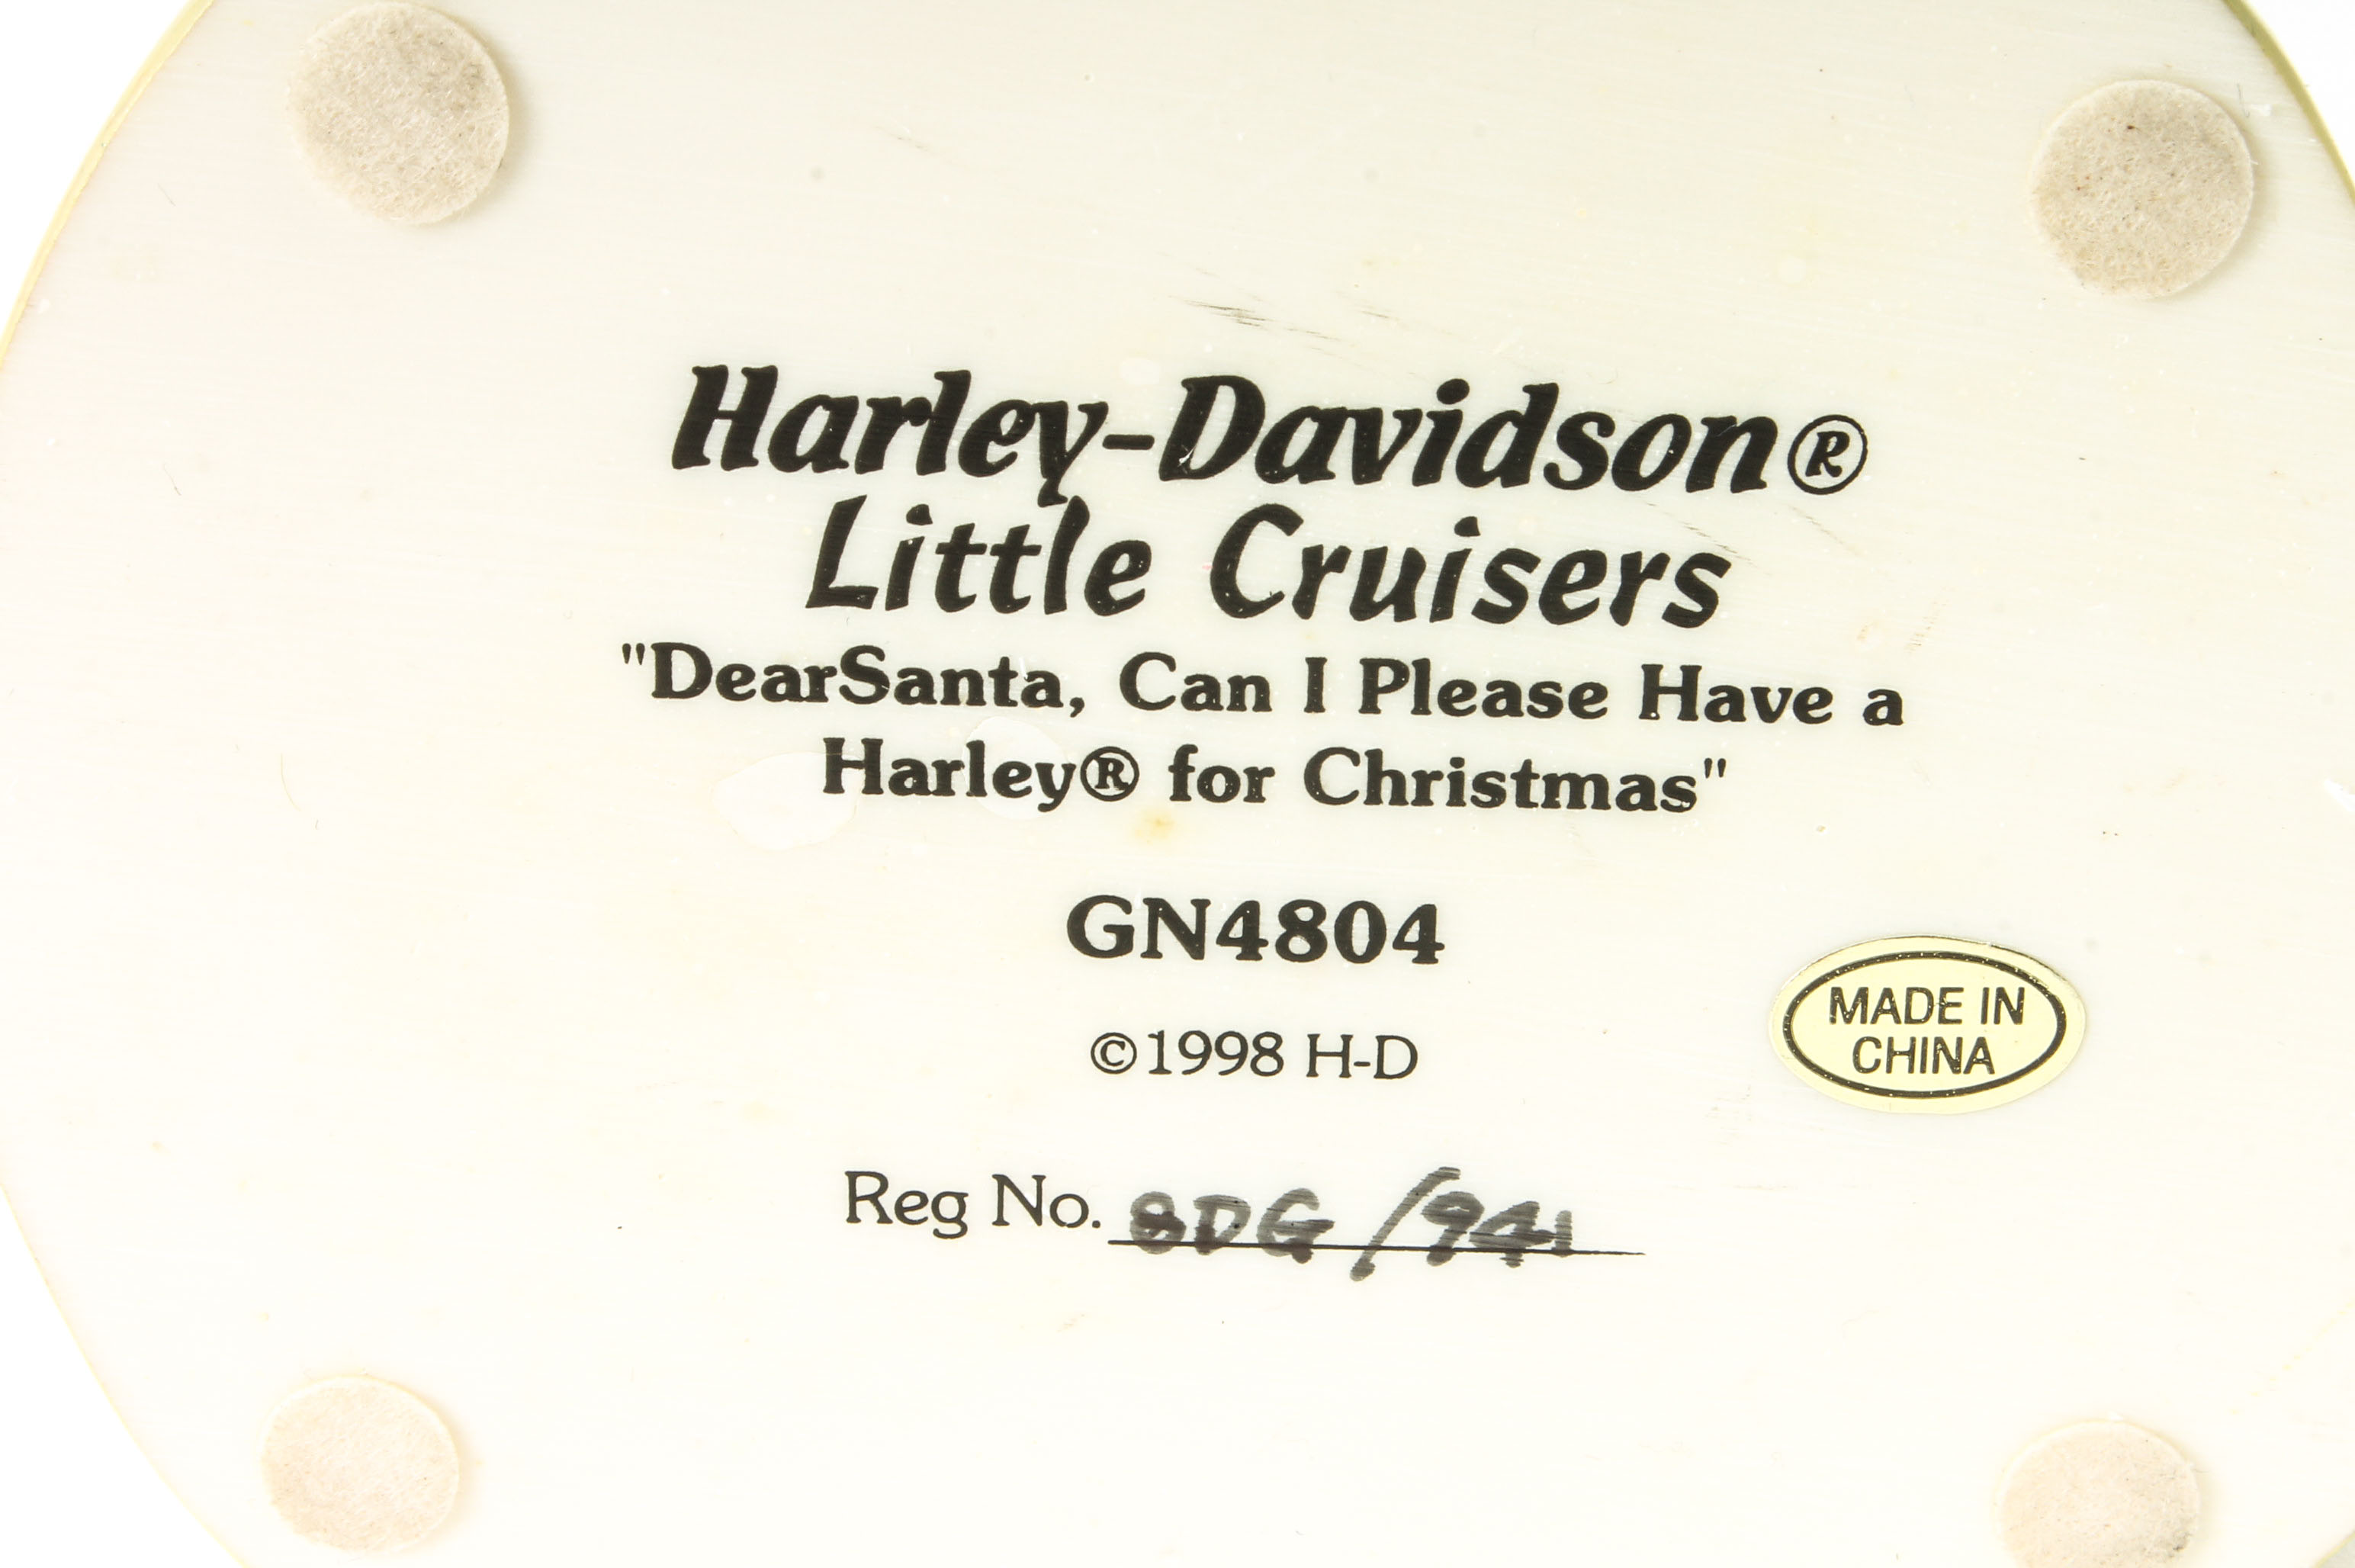 Harley-Davidson®
Little Cruisers
"DearSanta, Can I Please Have a
Harley® for Christmas"
GN4804
©1998 H-D
MADE IN
CHINA
Reg No. 8DG/941